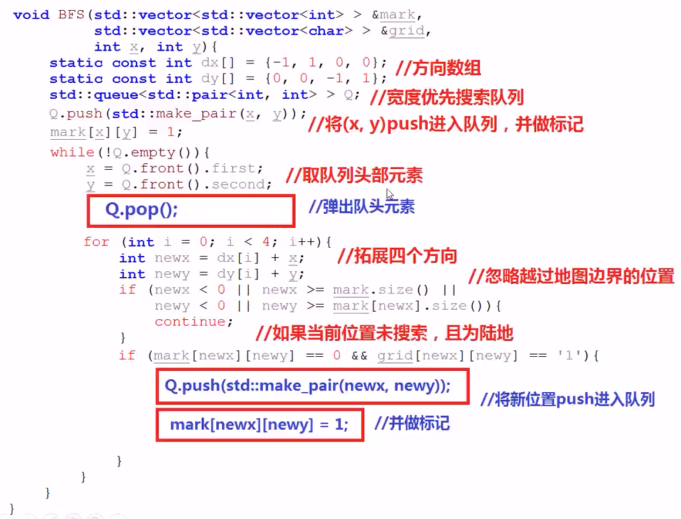 void BFS(std::vector<std::vector<int> > &mark,
std::vector<std::vector<char> > &grid,
int x, int y){
static const int dx[] = {-1, 1, 0, 0}; //方向数组
static const int dy[] = {0, 0, -1, 1};
std::queue<std::pair<int, int> > Q; //宽度优先搜索队列
Q.push(std::make_pair(x, y)); //将(x, y)push进入队列，并做标记
mark[x][y] = 1;
while(!Q.empty()){
x = Q.front().first; //取队列头部元素
y = Q.front().second;
Q.pop(); //弹出队头元素
for (int i = 0; i < 4; i++){
int newx = dx[i] + x; //拓展四个方向
int newy = dy[i] + y; //忽略越过地图边界的位置
if (newx < 0 || newx >= mark.size() ||
newy < 0 || newy >= mark[newx].size()){
continue;
} //如果当前位置未搜索，且为陆地
if (mark[newx][newy] == 0 && grid[newx][newy] == '1'){
Q.push(std::make_pair(newx, newy)); //将新位置push进入队列
mark[newx][newy] = 1; //并做标记
}
}
}
}